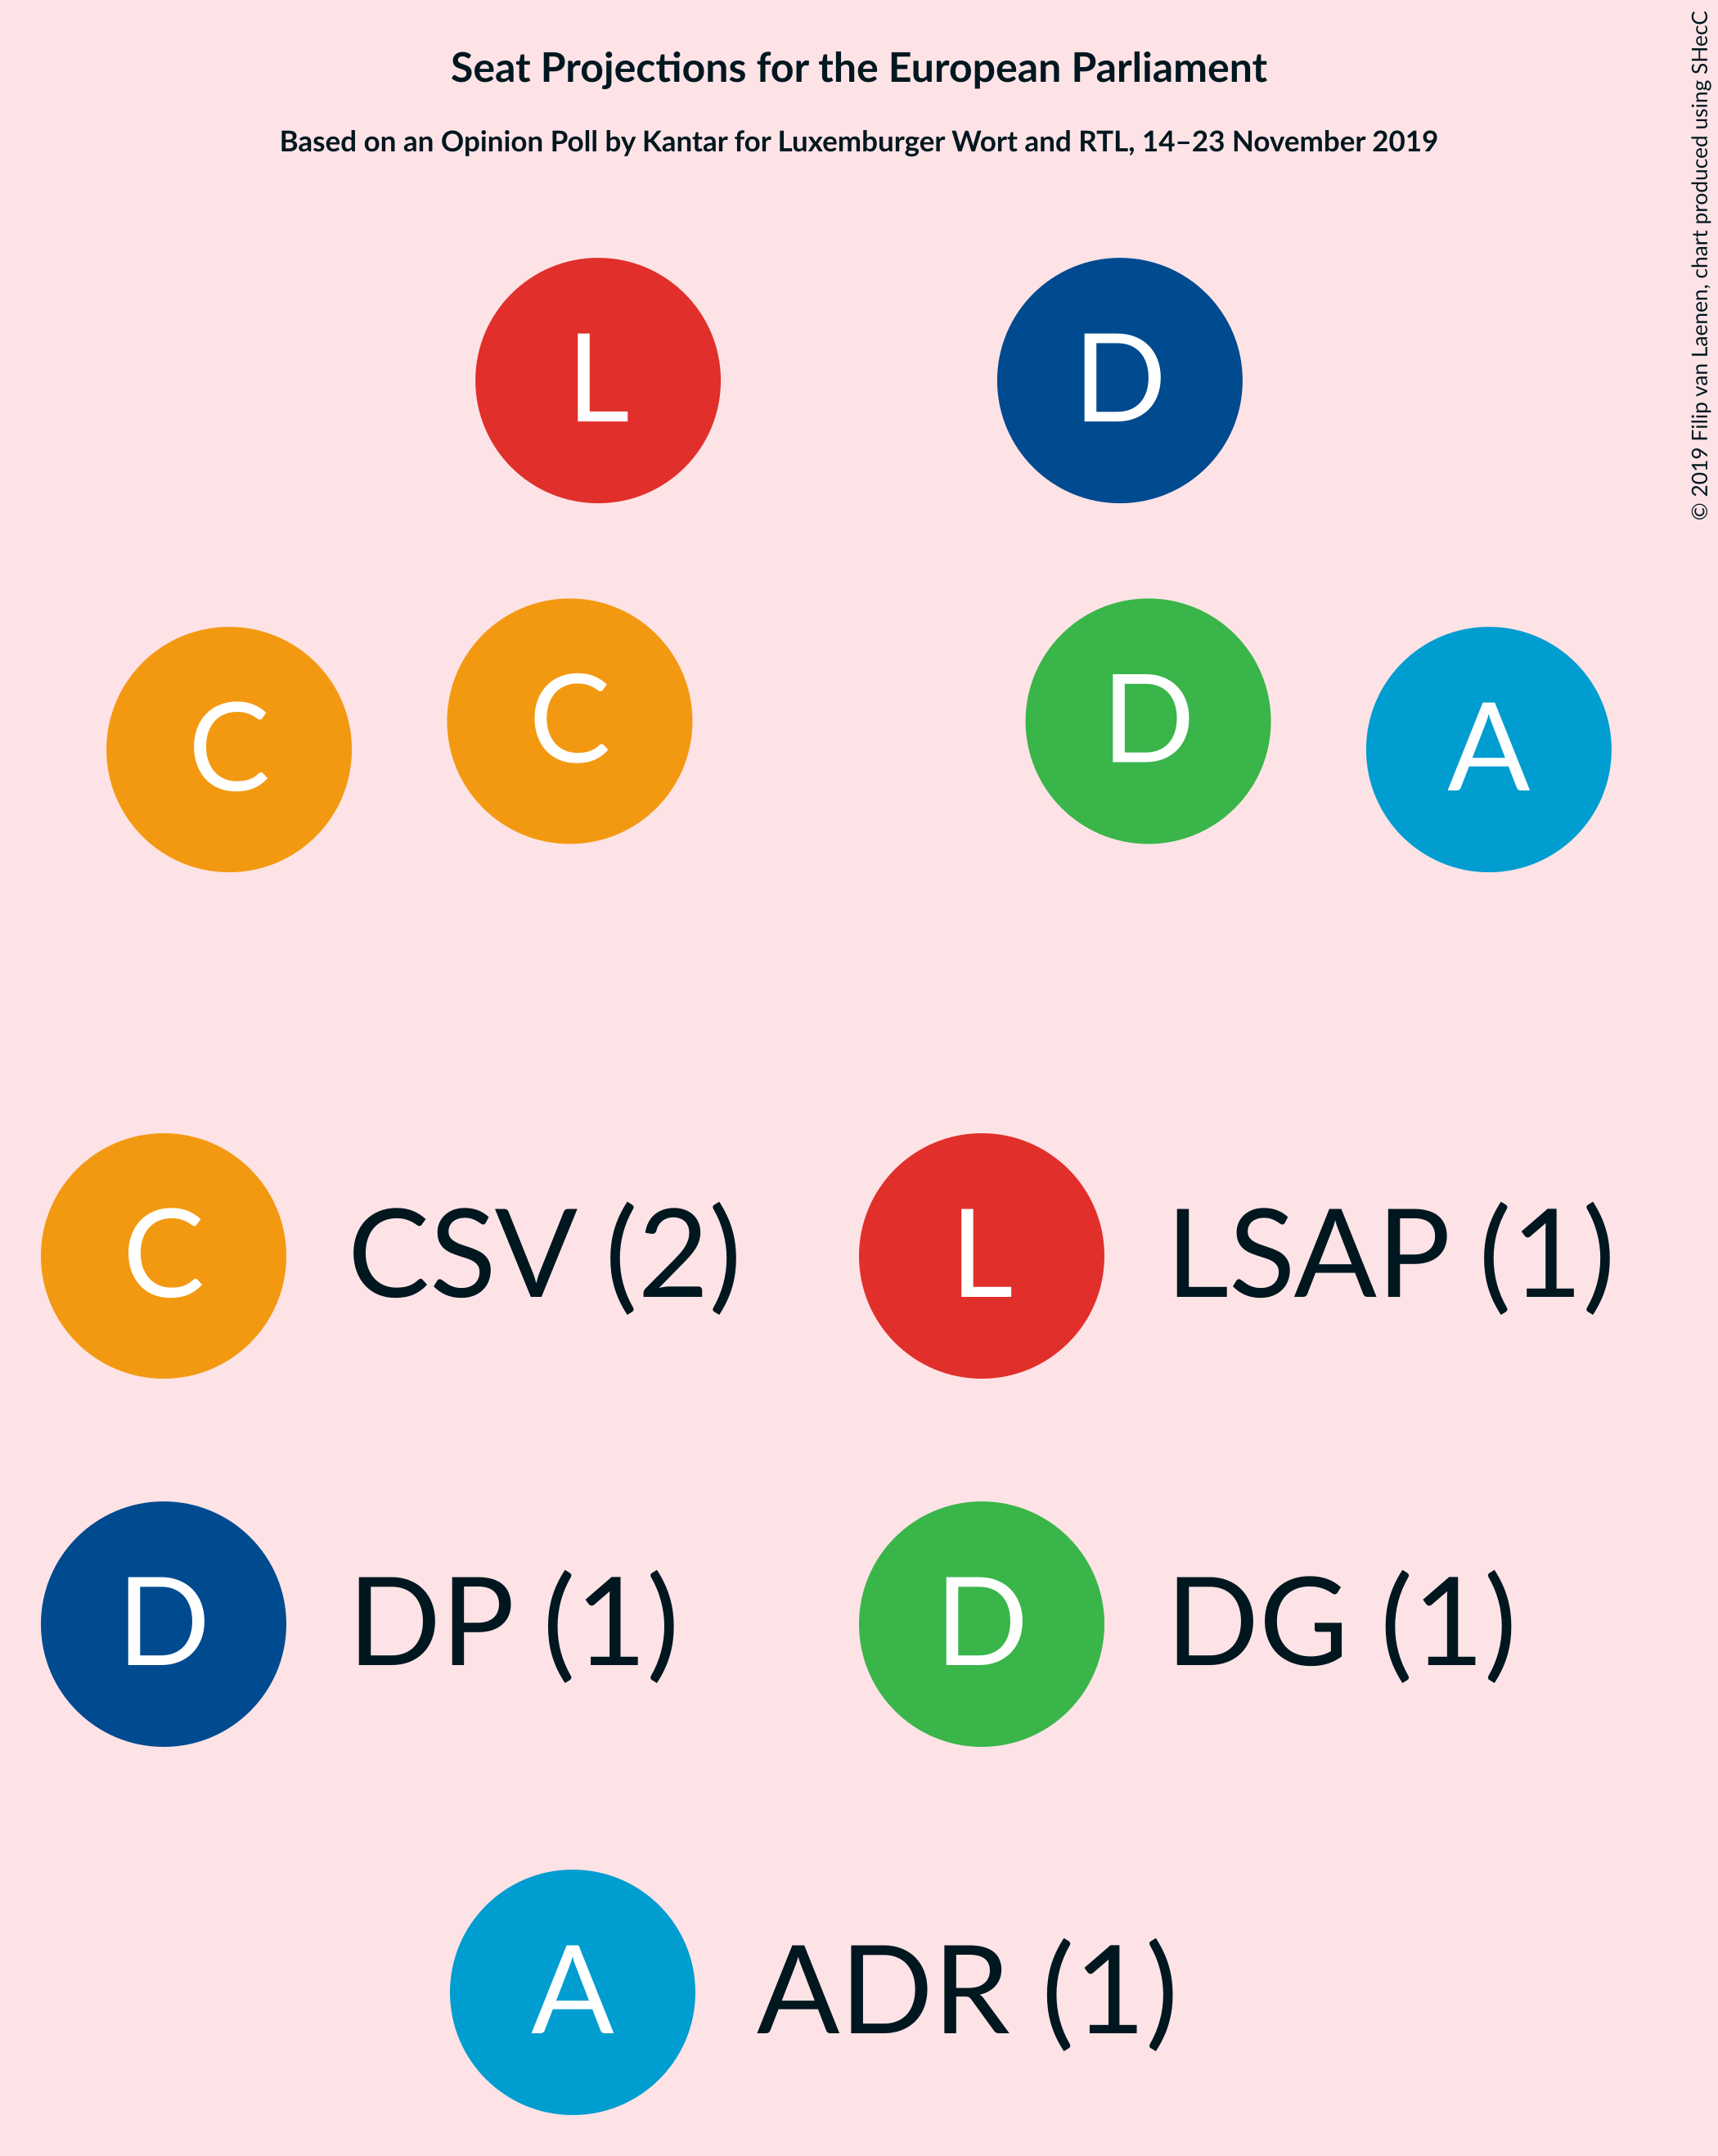 Seat Projections for the European Parliament
Based on an Opinion Poll by Kantar for Luxemburger Wort and RTL, 14–23 November 2019
© 2019 Filip van Laenen, chart produced using SHecC
L
D
C
C
D
A
C CSV (2)
L LSAP (1)
D DP (1)
D DG (1)
A ADR (1)